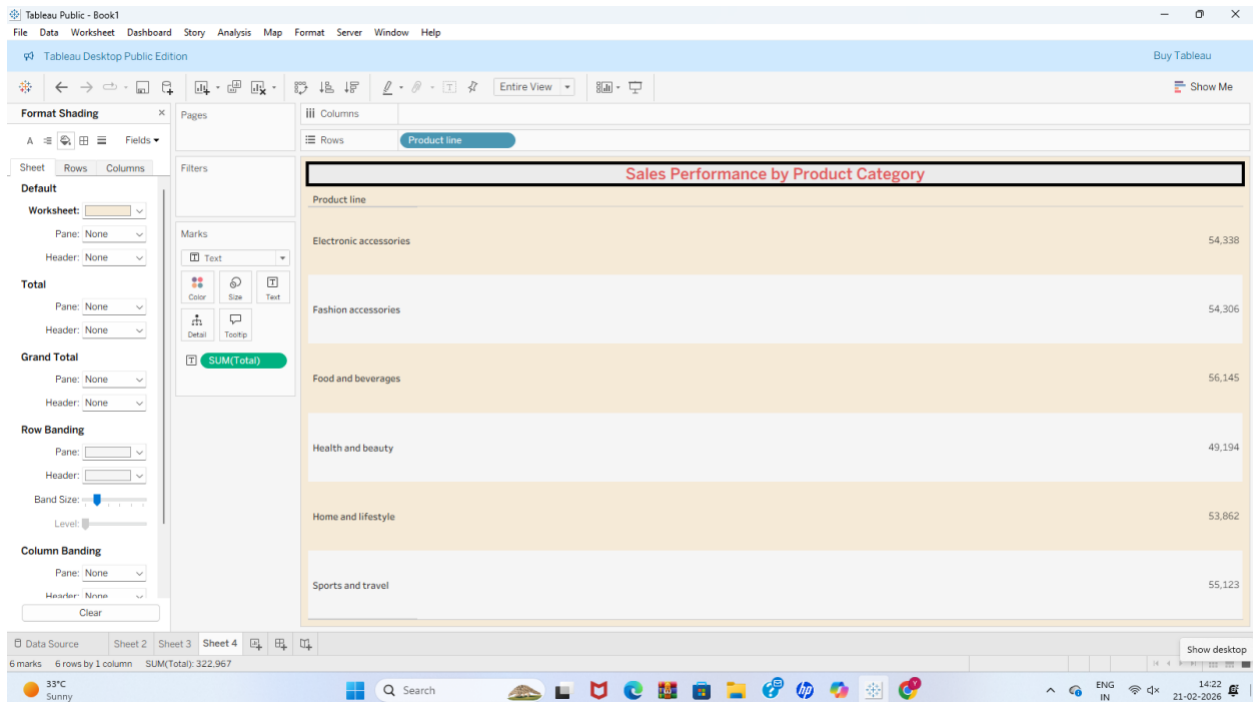 Tableau Public - Book1
File Data Worksheet Dashboard Story Analysis Map Format Server Window Help
Tableau Desktop Public Edition Buy Tableau
Entire View Show Me
Format Shading
Fields
Sheet Rows Columns
Default
Worksheet:
Pane: None
Header: None
Total
Pane: None
Header: None
Grand Total
Pane: None
Header: None
Row Banding
Pane:
Header:
Band Size:
Level:
Column Banding
Pane: None
Header: None
Clear
Pages
Filters
Marks
Text
Color Size Text
Detail Tooltip
SUM(Total)
Columns
Rows Product line
Sales Performance by Product Category
Product line
Electronic accessories 54,338
Fashion accessories 54,306
Food and beverages 56,145
Health and beauty 49,194
Home and lifestyle 53,862
Sports and travel 55,123
Data Source Sheet 2 Sheet 3 Sheet 4
Show desktop
6 marks 6 rows by 1 column SUM(Total): 322,967
33°C
Sunny
Search
ENG
IN
14:22
21-02-2026